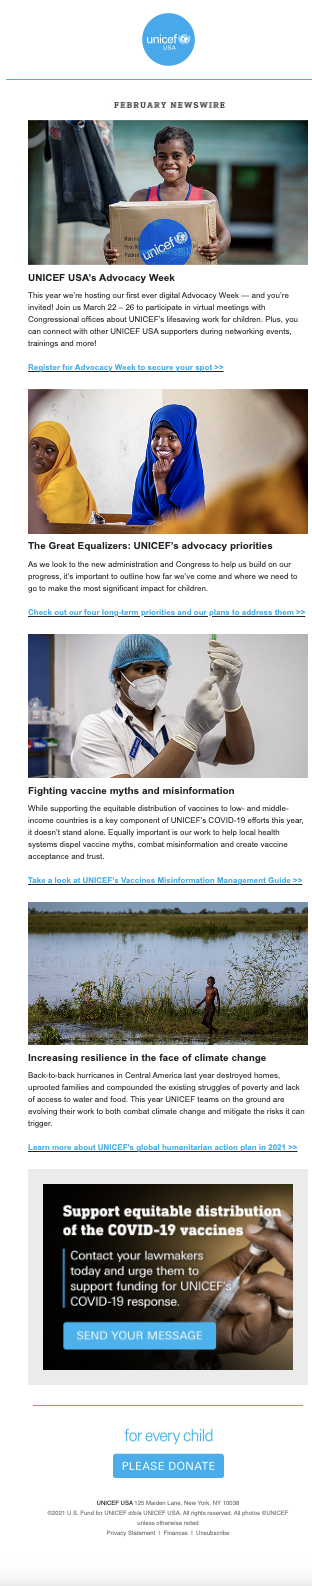 unicef
USA
FEBRUARY NEWSWIRE
unicef
UNICEF USA's Advocacy Week
This year we're hosting our first ever digital Advocacy Week — and you're
invited! Join us March 22 – 26 to participate in virtual meetings with
Congressional offices about UNICEF's lifesaving work for children. Plus, you
can connect with other UNICEF USA supporters during networking events,
trainings and more!
Register for Advocacy Week to secure your spot >>
The Great Equalizers: UNICEF's advocacy priorities
As we look to the new administration and Congress to help us build on our
progress, it's important to outline how far we've come and where we need to
go to make the most significant impact for children.
Check out our four long-term priorities and our plans to address them >>
Fighting vaccine myths and misinformation
While supporting the equitable distribution of vaccines to low- and middle-
income countries is a key component of UNICEF's COVID-19 efforts this year,
it doesn't stand alone. Equally important is our work to help local health
systems dispel vaccine myths, combat misinformation and create vaccine
acceptance and trust.
Take a look at UNICEF's Vaccines Misinformation Management Guide >>
Increasing resilience in the face of climate change
Back-to-back hurricanes in Central America last year destroyed homes,
uprooted families and compounded the existing struggles of poverty and lack
of access to water and food. This year UNICEF teams on the ground are
evolving their work to both combat climate change and mitigate the risks it can
trigger.
Learn more about UNICEF's global humanitarian action plan in 2021 >>
Support equitable distribution
of the COVID-19 vaccines
Contact your lawmakers
today and urge them to
support funding for UNICEF's
COVID-19 response.
SEND YOUR MESSAGE
for every child
PLEASE DONATE
UNICEF USA 125 Maiden Lane, New York, NY 10038
©2021 U.S. Fund for UNICEF d/b/a UNICEF USA. All rights reserved. All photos ©UNICEF
unless otherwise noted
Privacy Statement | Finances | Unsubscribe